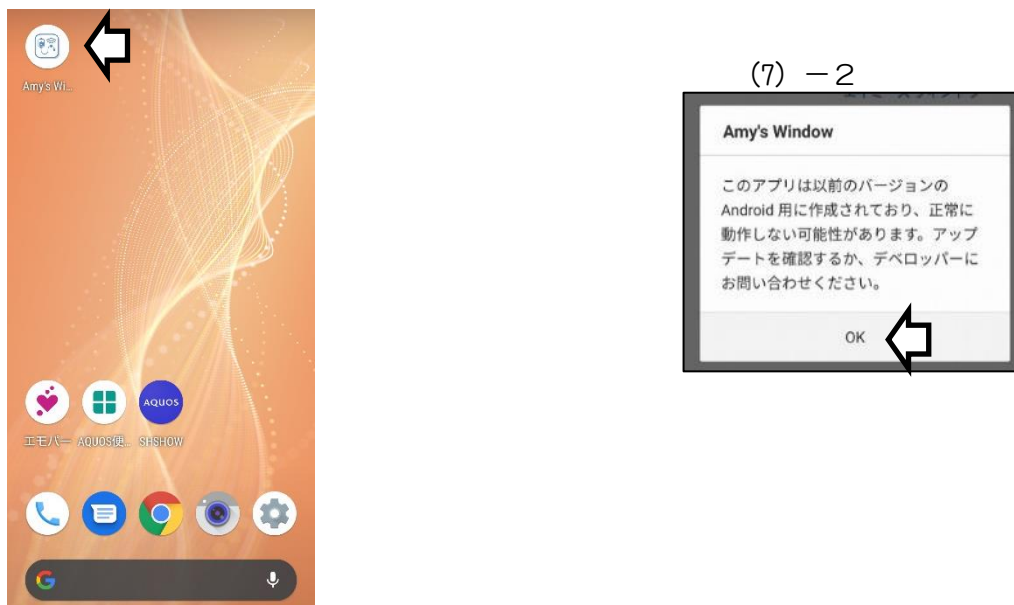 Amy's Wi...
エモパー
AQUOS使...
SHSHOW
AQUOS
(7) －2
Amy's Window
このアプリは以前のバージョンの
Android 用に作成されており、正常に
動作しない可能性があります。アップ
デートを確認するか、デベロッパーに
お問い合わせください。
OK